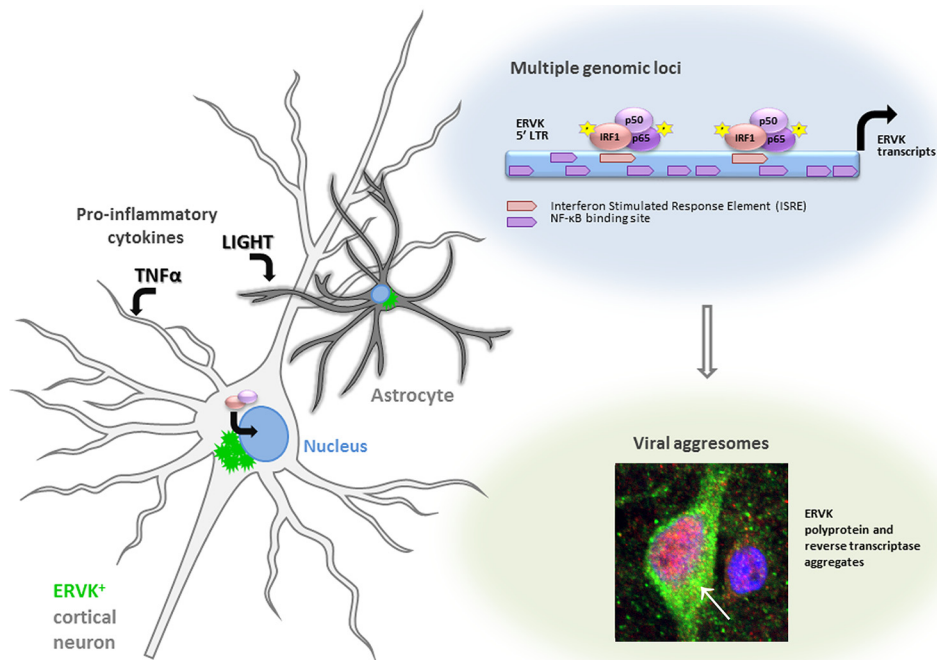 Multiple genomic loci
ERVK
5' LTR
p50
IRF1
p65
p50
IRF1
p65
ERVK
transcripts
Interferon Stimulated Response Element (ISRE)
NF-κB binding site
Pro-inflammatory
cytokines
TNFα
LIGHT
Astrocyte
Nucleus
ERVK+
cortical
neuron
Viral aggresomes
ERVK
polyprotein and
reverse transcriptase
aggregates